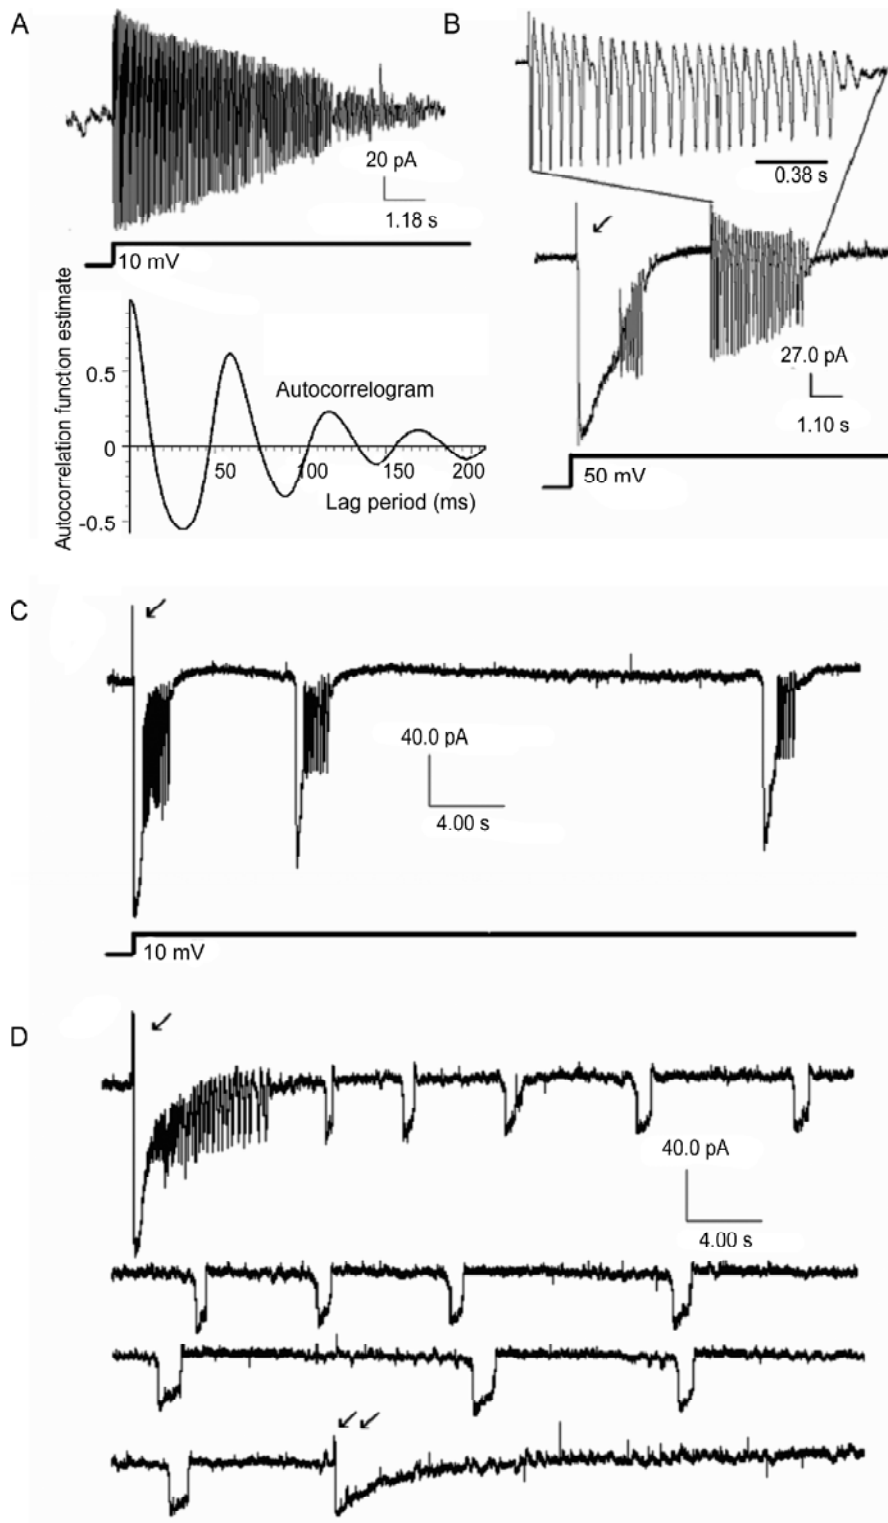 A
20 pA
1.18 s
10 mV
Autocorrelation function estimate
0.5
0
-0.5
Autocorrelogram
50
100
150
200
Lag period (ms)
B
0.38 s
27.0 pA
1.10 s
50 mV
C
40.0 pA
4.00 s
10 mV
D
40.0 pA
4.00 s